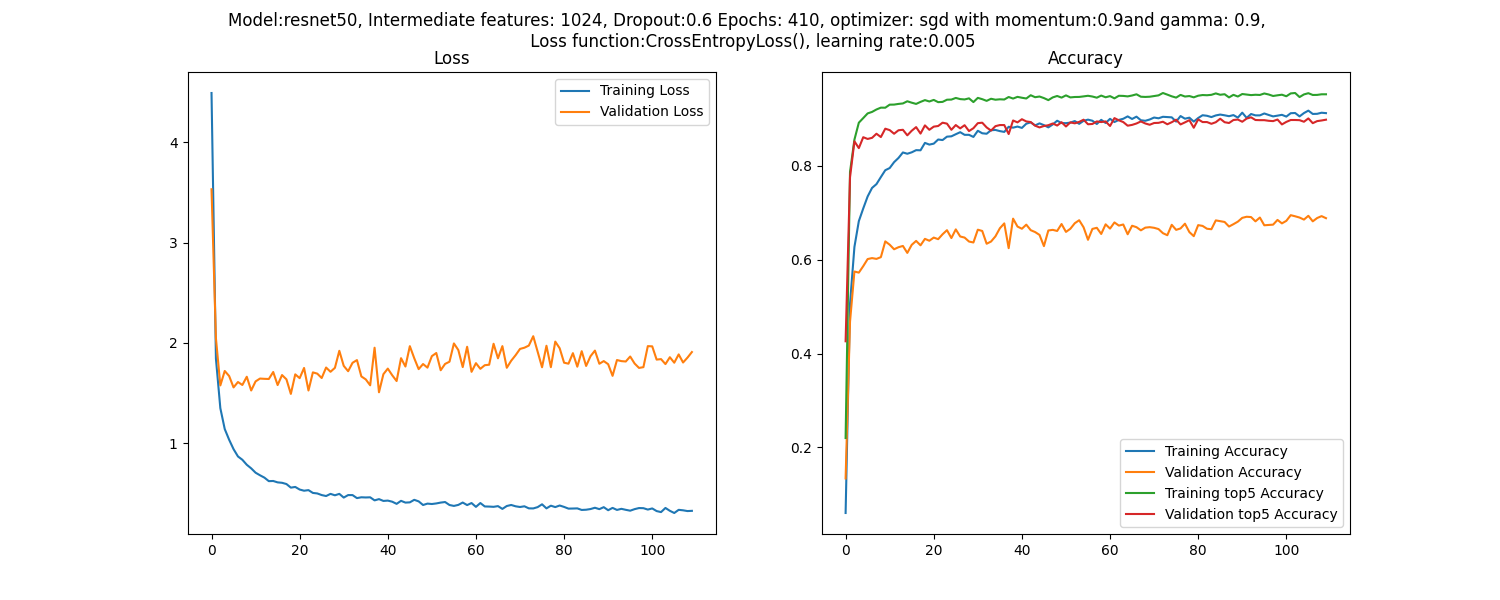 Model:resnet50, Intermediate features: 1024, Dropout:0.6 Epochs: 410, optimizer: sgd with momentum:0.9and gamma: 0.9,
Loss function:CrossEntropyLoss(), learning rate:0.005
Loss
Training Loss
Validation Loss
4
3
2
1
0
20
40
60
80
100
Accuracy
0.8
0.6
0.4
0.2
Training Accuracy
Validation Accuracy
Training top5 Accuracy
Validation top5 Accuracy
0
20
40
60
80
100